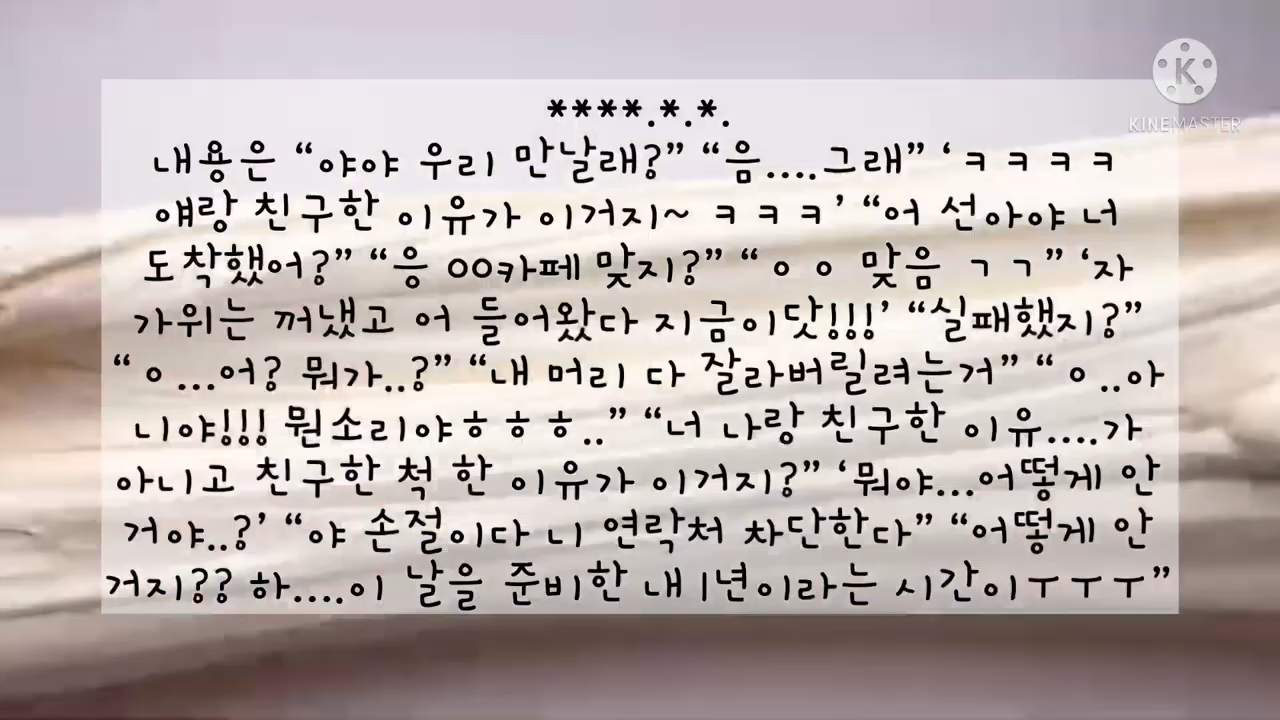 ****.*.*.
내용은 “야야 우리 만날래?” “음....그래” ‘ㅋㅋㅋㅋ
얘랑 친구한 이유가 이거지~ ㅋㅋㅋ’ “어 선아야 너
도착했어?” “응 OO카페 맞지?” “ㅇㅇ 맞음 ㄱㄱ” ‘자
가위는 꺼냈고 어 들어왔다 지금이닷!!!’ “실패했지?”
“ㅇ...어? 뭐가..?” “내 머리 다 잘라버릴려는거” “ㅇ..아
니야!!! 뭔소리야ㅎㅎㅎ..” “너 나랑 친구한 이유....가
아니고 친구한 척 한 이유가 이거지?” ‘뭐야...어떻게 안
거야..?’ “야 손절이다 니 연락처 차단한다” “어떻게 안
거지?? 하....이 날을 준비한 내 1년이라는 시간이ㅜㅜㅜ”
KINEMASTER